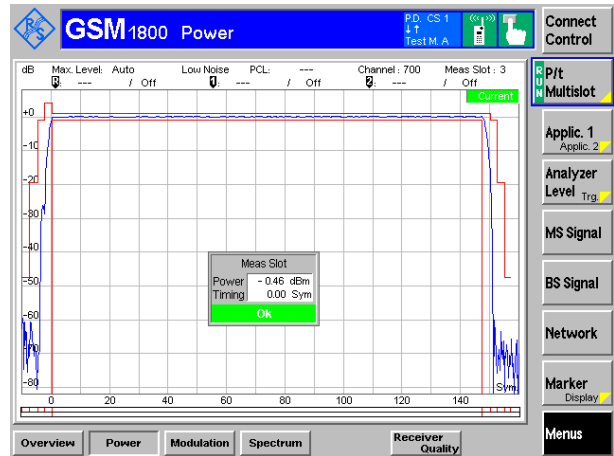 GSM1800 Power
P.D. CS 1
↓↑
Test M. A
Connect
Control
dB Max. Level: Auto Low Noise PCL: --- Channel : 700 Meas Slot : 3
R: --- / Off 1: --- / Off 2: --- / Off
Current
+0
-10
-20
-30
-40
-50
-60
-70
-80
Meas Slot
Power - 0.46 dBm
Timing 0.00 Sym
Ok
Sym
0 20 40 60 80 100 120 140
RUN
P/t
Multislot
Applic. 1
Applic. 2
Analyzer
Level Trg.
MS Signal
BS Signal
Network
Marker
Display
Menus
Overview Power Modulation Spectrum Receiver
Quality